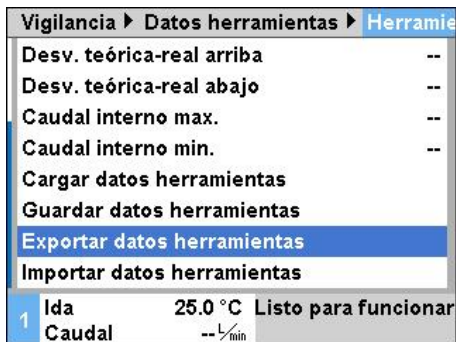 Vigilancia ▶ Datos herramientas ▶ Herramie
Desv. teórica-real arriba --
Desv. teórica-real abajo --
Caudal interno max. --
Caudal interno min. --
Cargar datos herramientas
Guardar datos herramientas
Exportar datos herramientas
Importar datos herramientas
1 Ida 25.0 °C Listo para funcionar
Caudal -- L/min